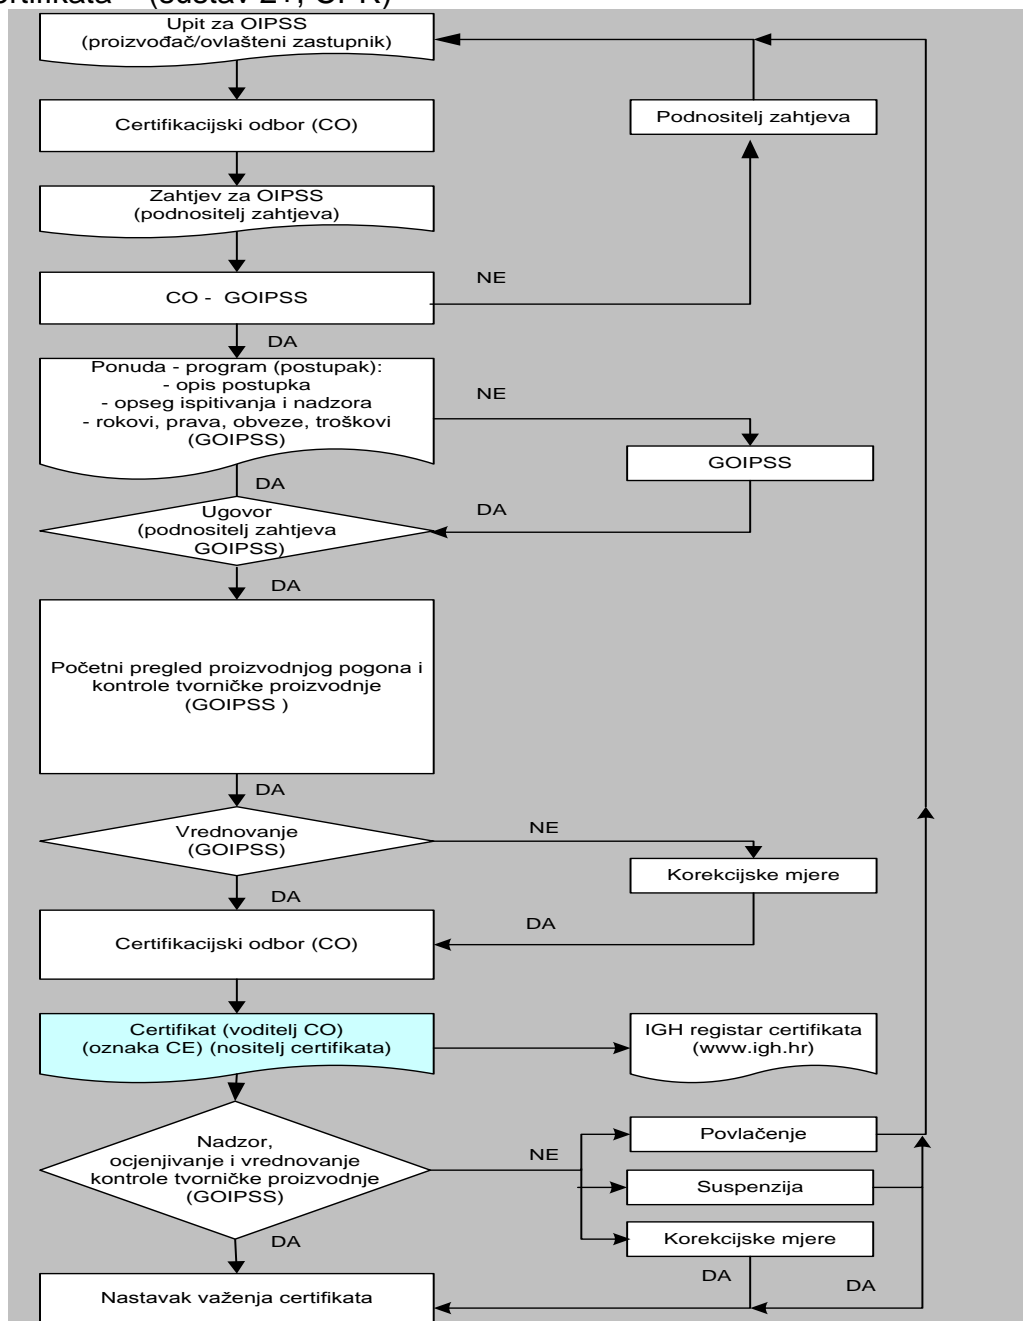 (sustav 2+, CPR)
Upit za OIPSS
(proizvođač/ovlašteni zastupnik)
Certifikacijski odbor (CO)
Podnositelj zahtjeva
Zahtjev za OIPSS
(podnositelj zahtjeva)
CO - GOIPSS
NE
DA
Ponuda - program (postupak):
- opis postupka
- opseg ispitivanja i nadzora
- rokovi, prava, obveze, troškovi
(GOIPSS)
NE
GOIPSS
DA
Ugovor
(podnositelj zahtjeva
GOIPSS)
DA
DA
Početni pregled proizvodnjog pogona i
kontrole tvorničke proizvodnje
(GOIPSS )
DA
Vrednovanje
(GOIPSS)
NE
Korekcijske mjere
DA
DA
Certifikacijski odbor (CO)
Certifikat (voditelj CO)
(oznaka CE) (nositelj certifikata)
IGH registar certifikata
(www.igh.hr)
Nadzor,
ocjenjivanje i vrednovanje
kontrole tvorničke proizvodnje
(GOIPSS)
NE
Povlačenje
Suspenzija
Korekcijske mjere
DA
DA
DA
Nastavak važenja certifikata